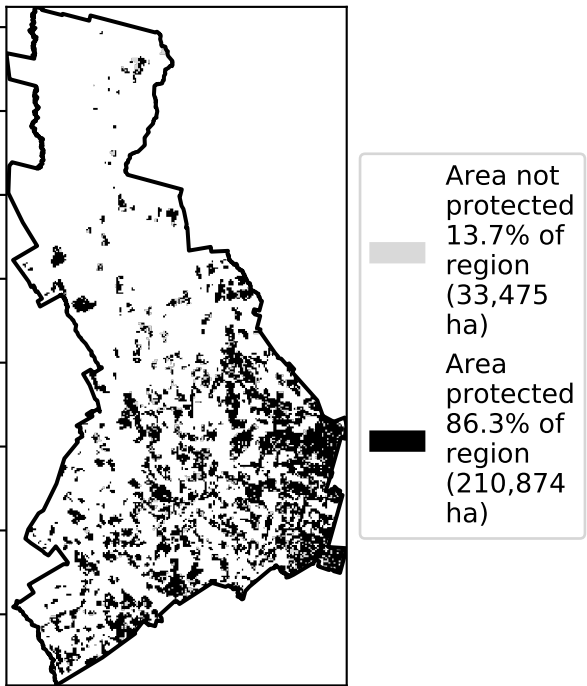 Area not
protected
13.7% of
region
(33,475
ha)
Area
protected
86.3% of
region
(210,874
ha)